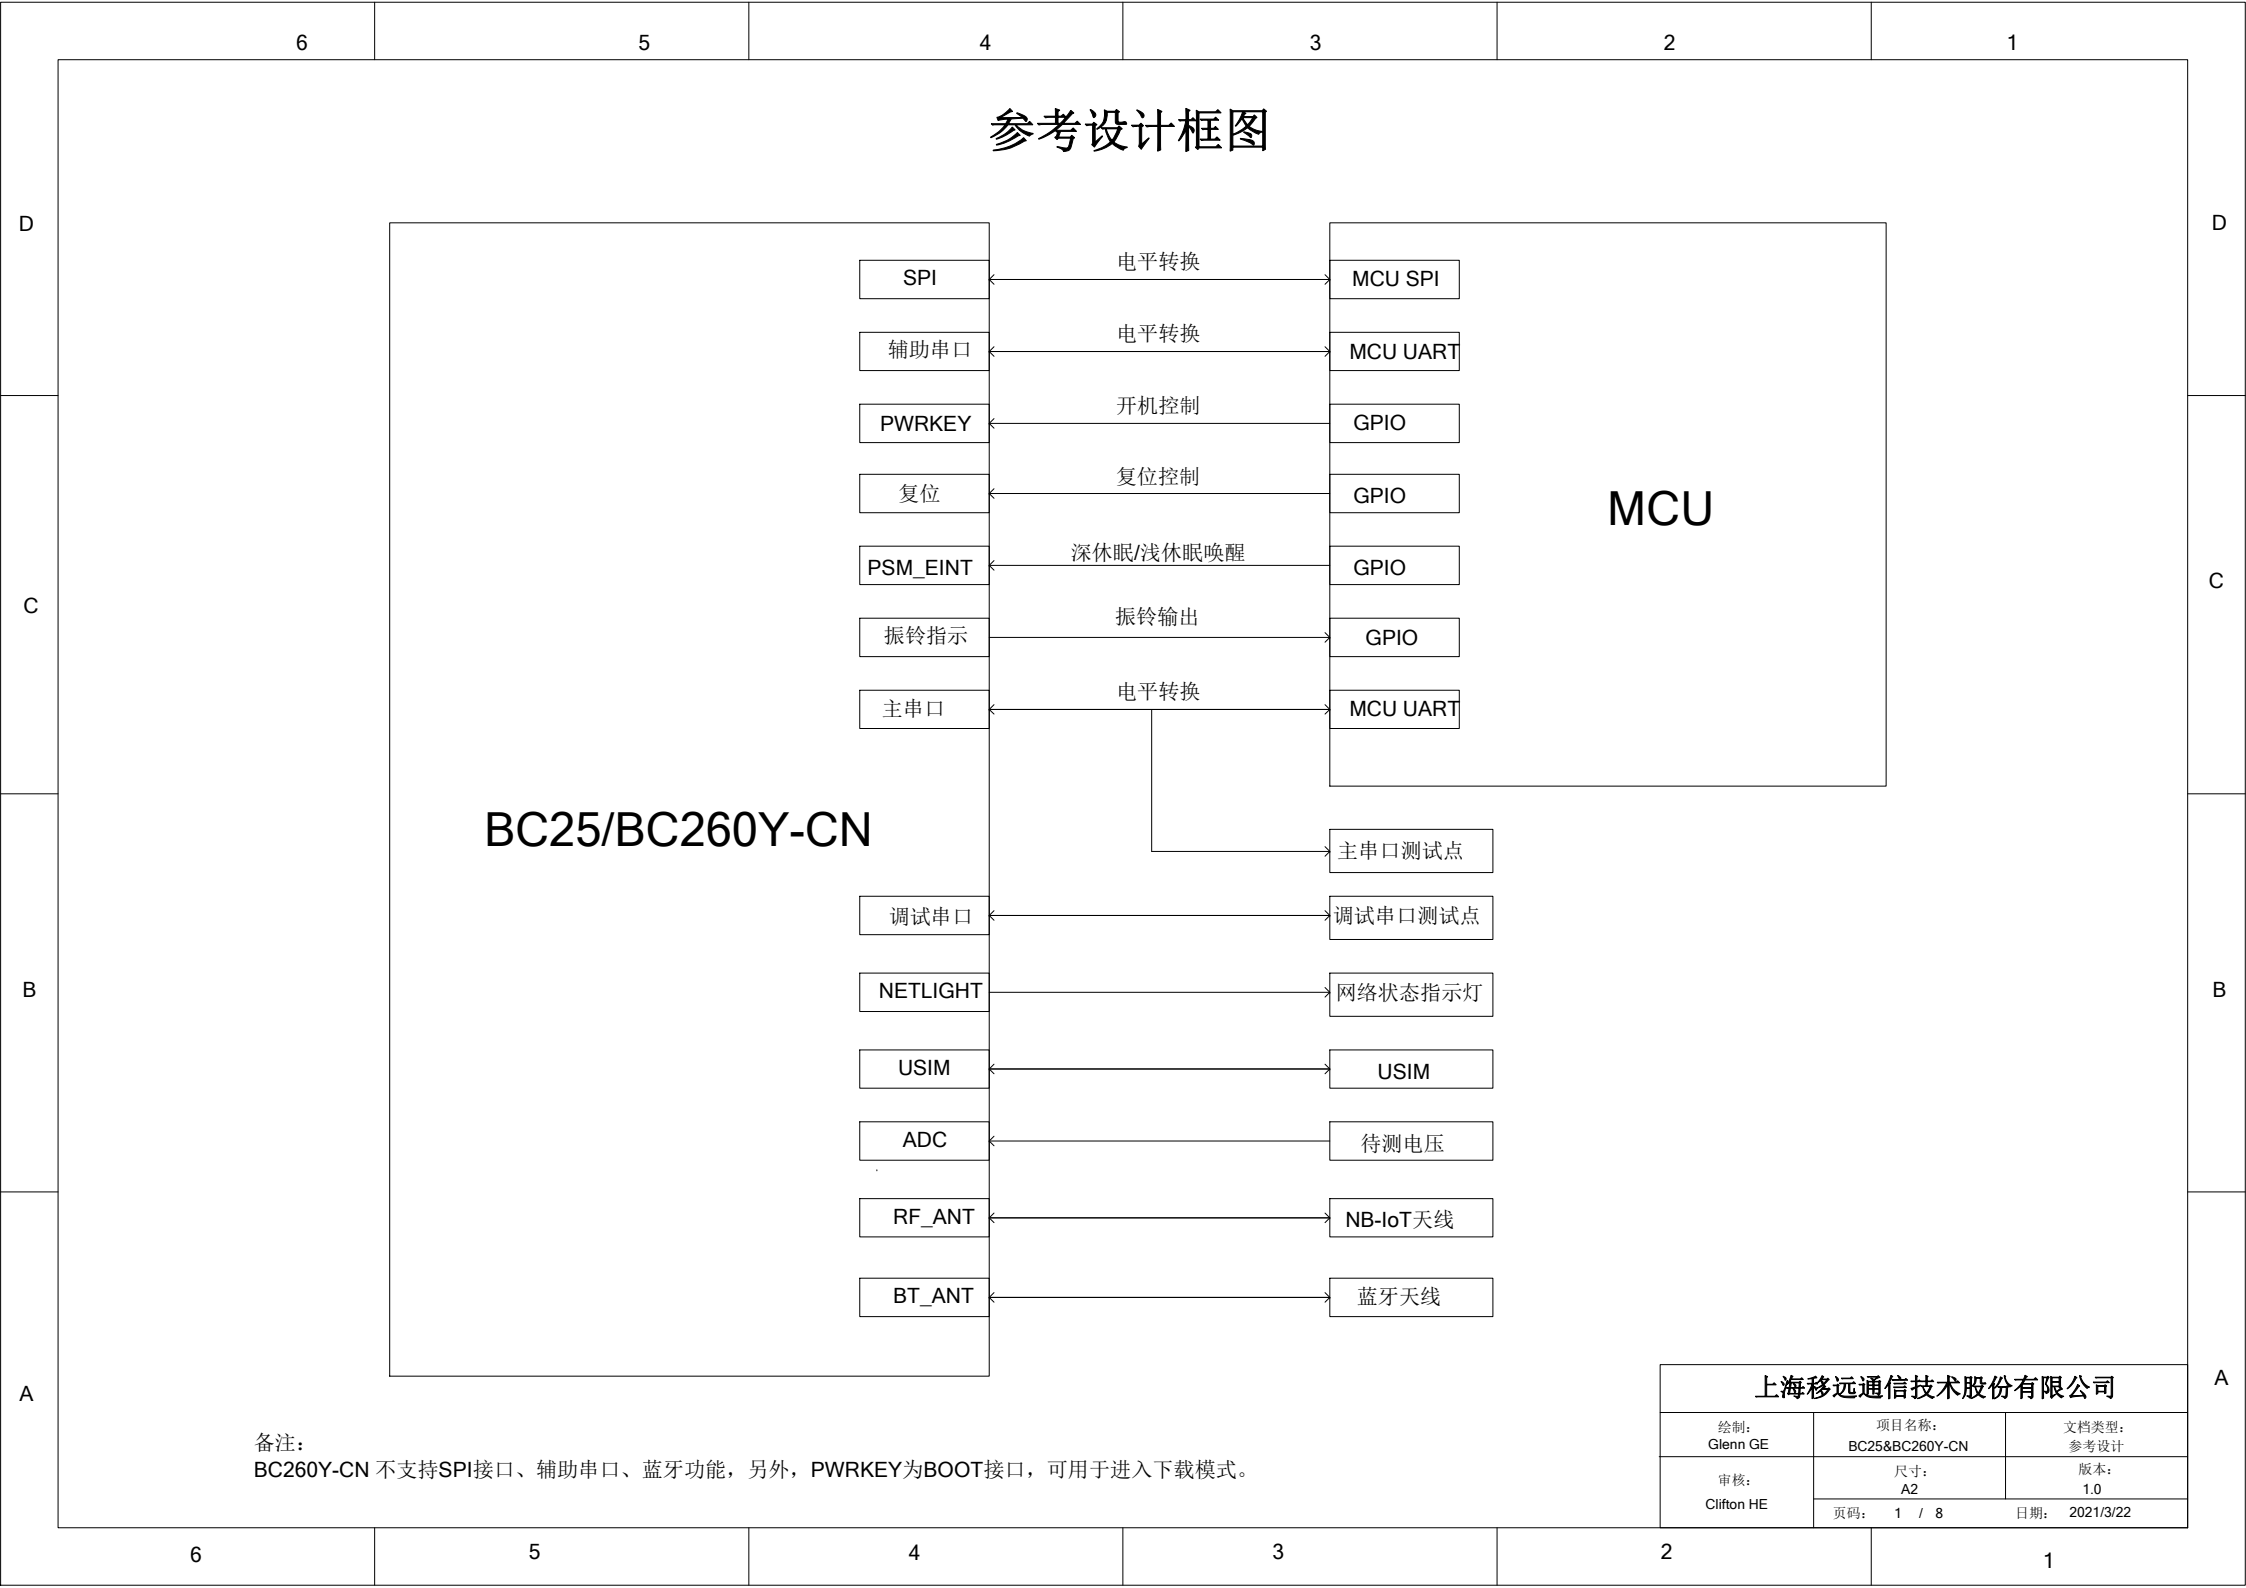 6 5 4 3 2 1
参考设计框图
D D
SPI 电平转换 MCU SPI
辅助串口 电平转换 MCU UART
PWRKEY 开机控制 GPIO
复位 复位控制 GPIO
MCU
PSM_EINT 深休眠/浅休眠唤醒 GPIO
C C
振铃指示 振铃输出 GPIO
主串口 电平转换 MCU UART
BC25/BC260Y-CN
主串口测试点
调试串口 调试串口测试点
B B
NETLIGHT 网络状态指示灯
USIM USIM
ADC 待测电压
RF_ANT NB-IoT天线
BT_ANT 蓝牙天线
A A
备注：
BC260Y-CN 不支持SPI接口、辅助串口、蓝牙功能，另外，PWRKEY为BOOT接口，可用于进入下载模式。
上海移远通信技术股份有限公司
绘制： 项目名称： 文档类型：
Glenn GE BC25&BC260Y-CN 参考设计
审核： 尺寸： 版本：
Clifton HE A2 1.0
页码： 1 / 8 日期： 2021/3/22
6 5 4 3 2 1